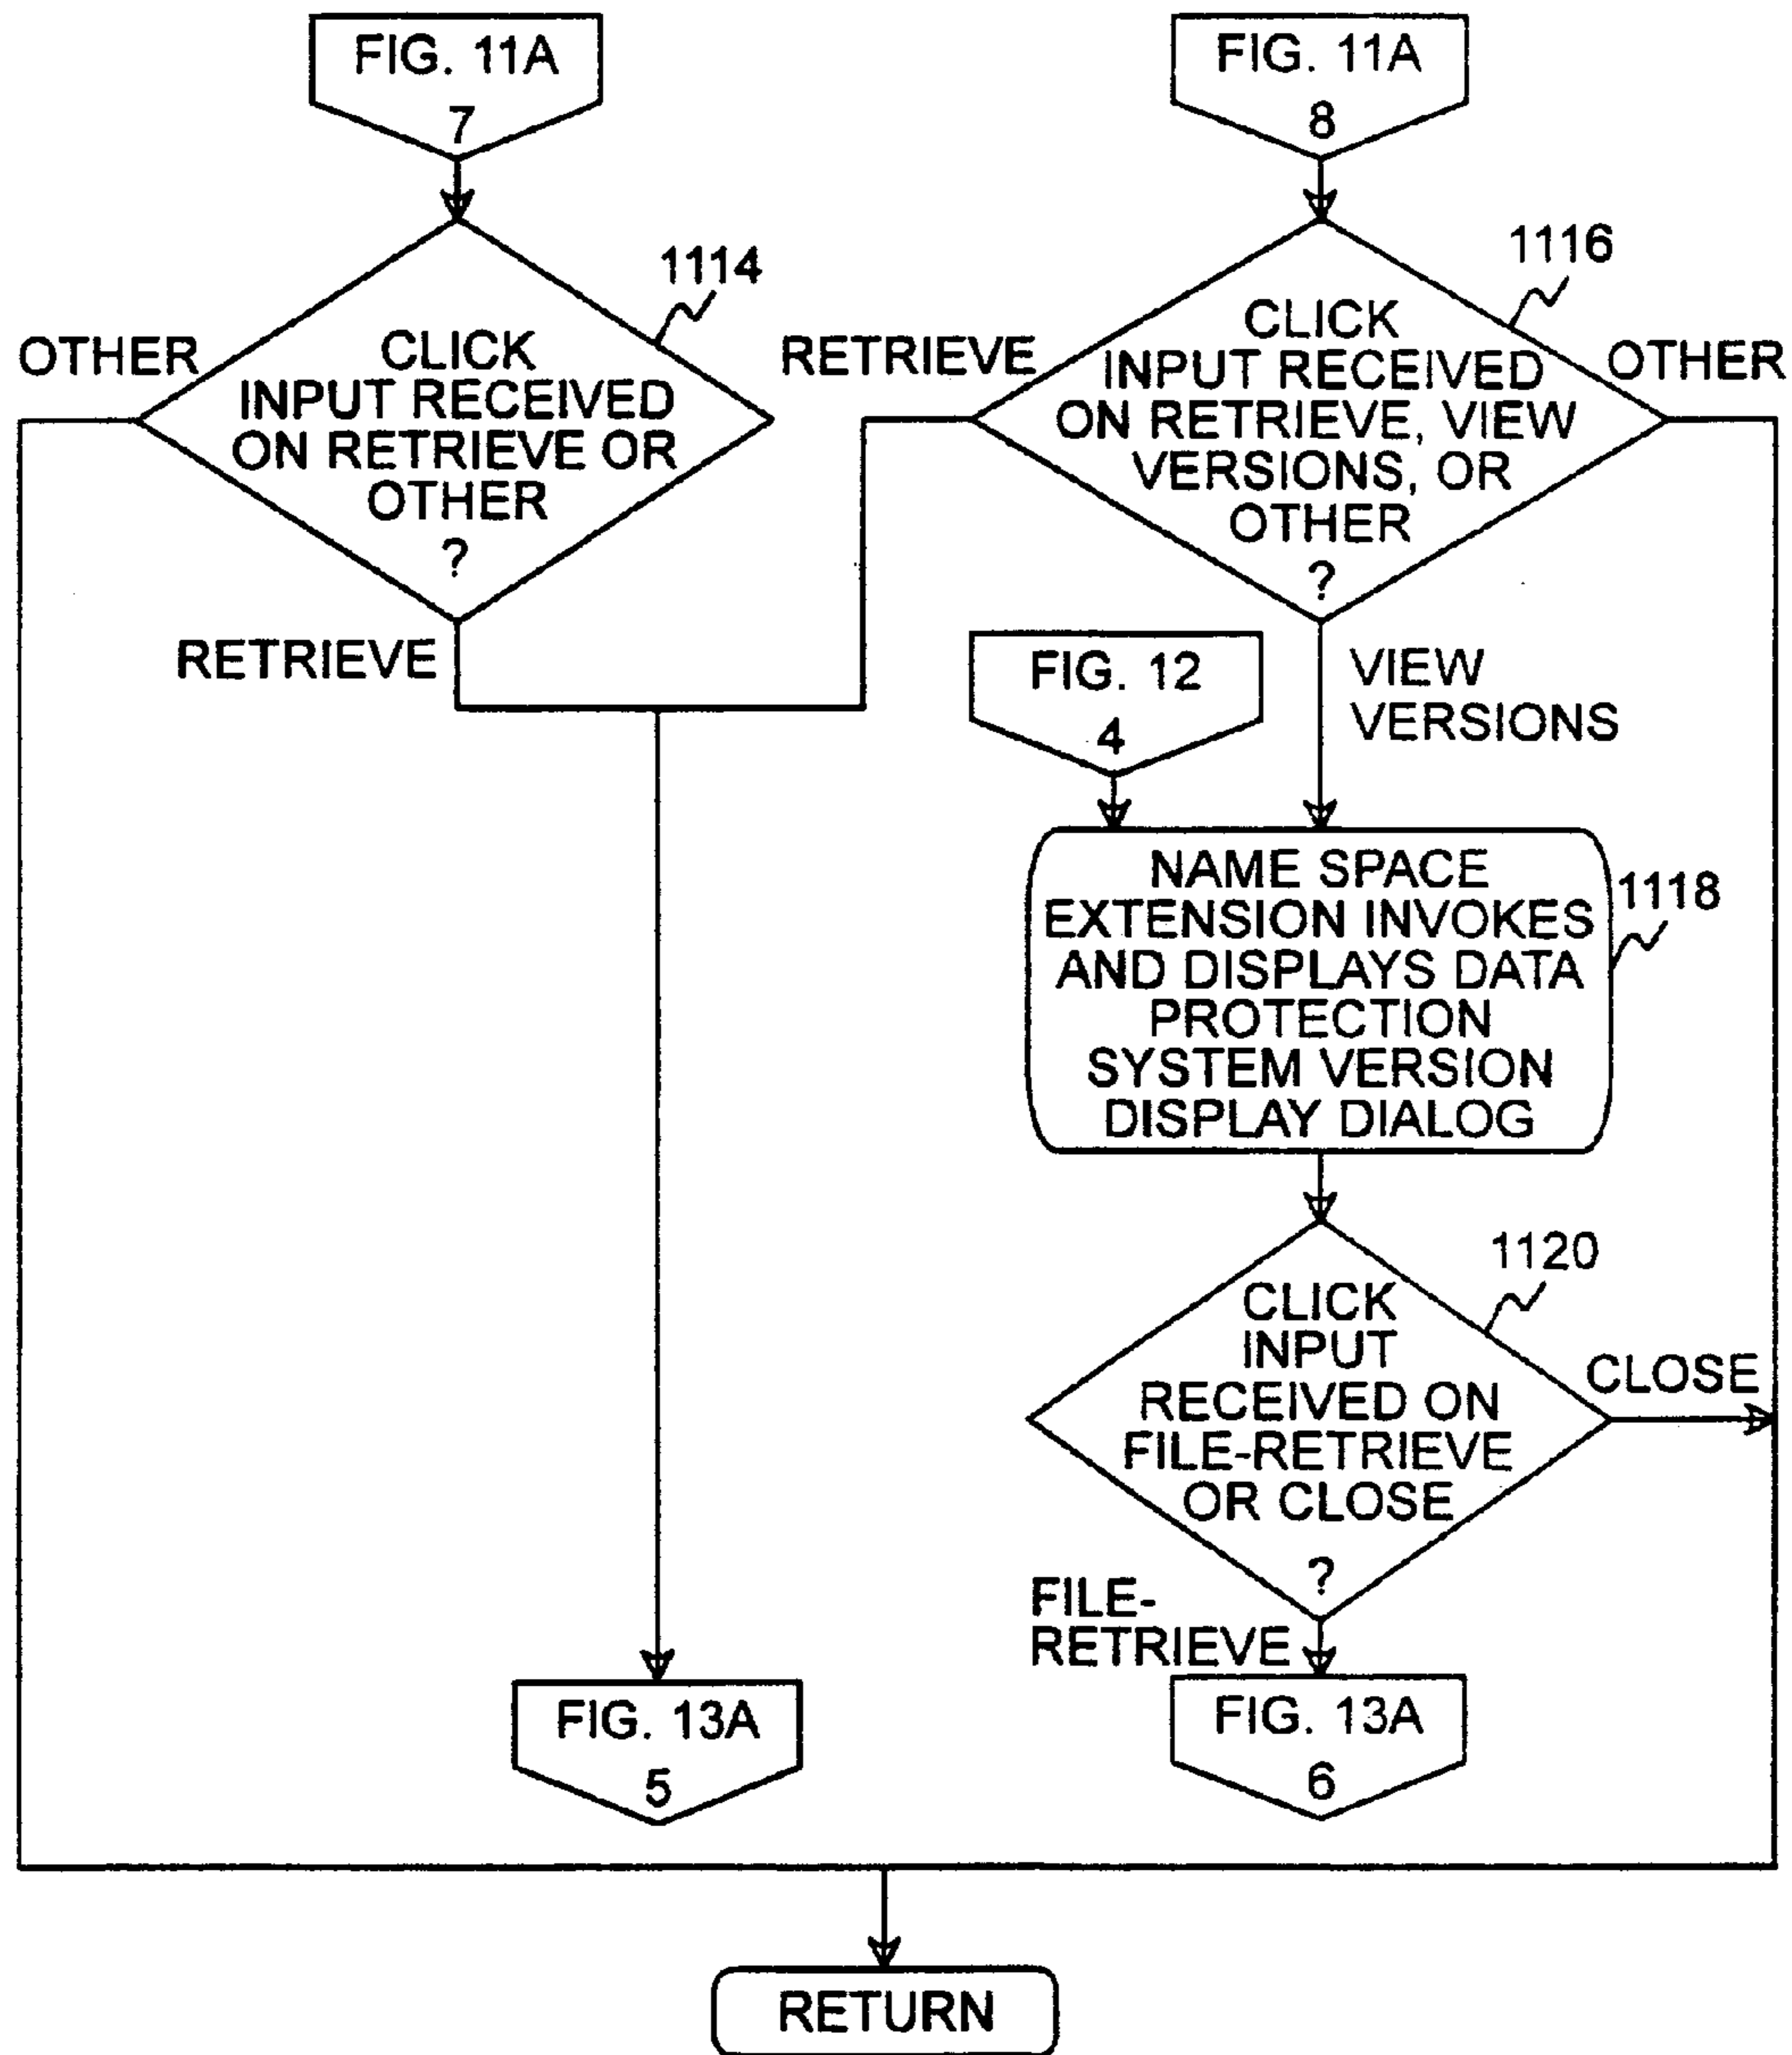 FIG. 11A
7
FIG. 11A
8
1114
1116
OTHER
CLICK
INPUT RECEIVED
ON RETRIEVE OR
OTHER
?
RETRIEVE
CLICK
INPUT RECEIVED
ON RETRIEVE, VIEW
VERSIONS, OR
OTHER
?
OTHER
RETRIEVE
FIG. 12
4
VIEW
VERSIONS
NAME SPACE
EXTENSION INVOKES
AND DISPLAYS DATA
PROTECTION
SYSTEM VERSION
DISPLAY DIALOG
1118
1120
CLICK
INPUT
RECEIVED ON
FILE-RETRIEVE
OR CLOSE
?
CLOSE
FILE-
RETRIEVE
FIG. 13A
5
FIG. 13A
6
RETURN